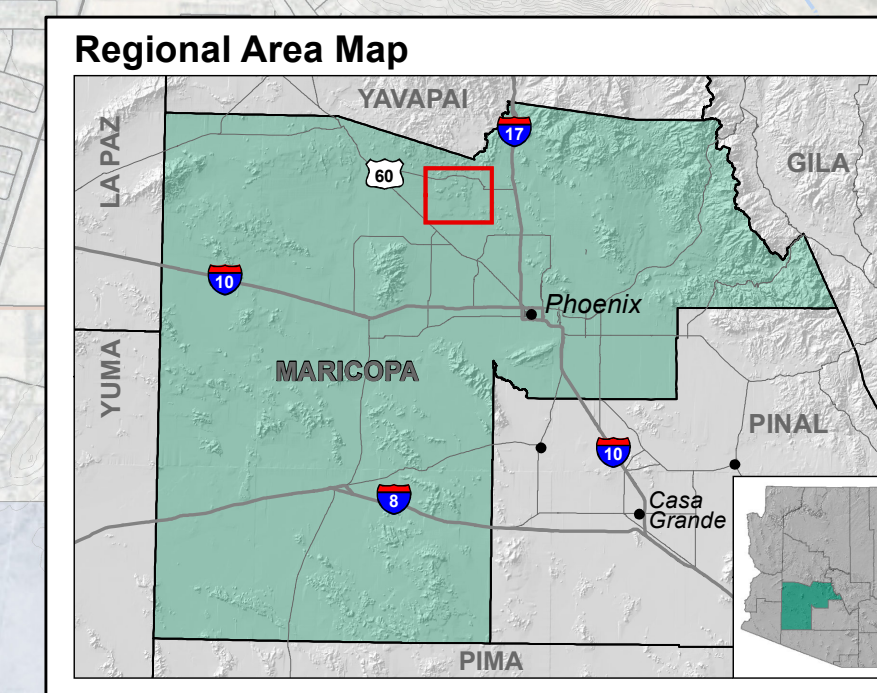 Regional Area Map
YAVAPAI
17
LA PAZ
GILA
60
10
Phoenix
MARICOPA
YUMA
PINAL
10
8
Casa
Grande
PIMA